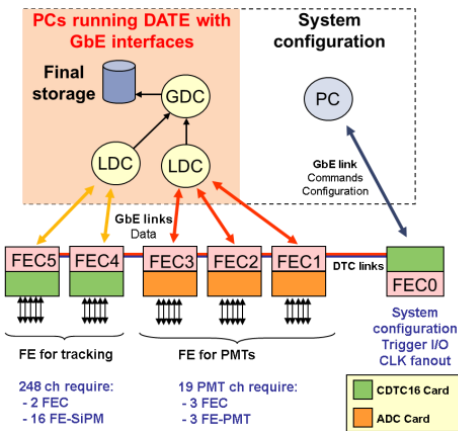 PCs running DATE with
GbE interfaces
System
configuration
Final
storage
GDC
PC
LDC
LDC
GbE link
Commands
Configuration
GbE links
Data
FEC5
FEC4
FEC3
FEC2
FEC1
DTC links
FEC0
FE for tracking
FE for PMTs
System
configuration
Trigger I/O
CLK fanout
248 ch require:
- 2 FEC
- 16 FE-SiPM
19 PMT ch require:
- 3 FEC
- 3 FE-PMT
CDTC16 Card
ADC Card